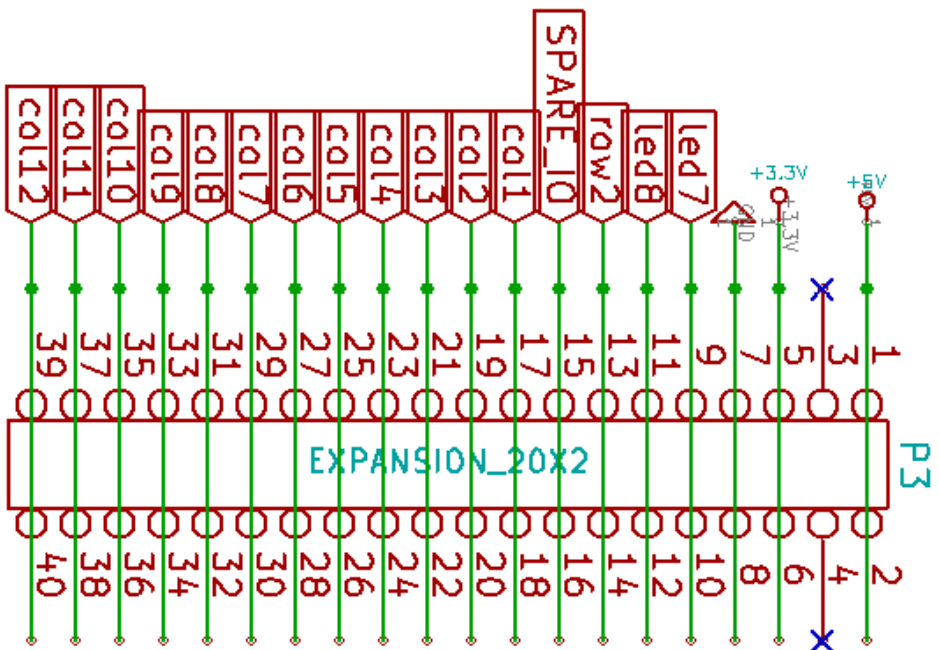 SPARE_IO
col12
col11
col10
col9
col8
col7
col6
col5
col4
col3
col2
col1
row2
led8
led7
GND
+3.3V
+3.3V
+5V
39 37 35 33 31 29 27 25 23 21 19 17 15 13 11 9 7 5 3 1
EXPANSION_20X2
P3
40 38 36 34 32 30 28 26 24 22 20 18 16 14 12 10 8 6 4 2